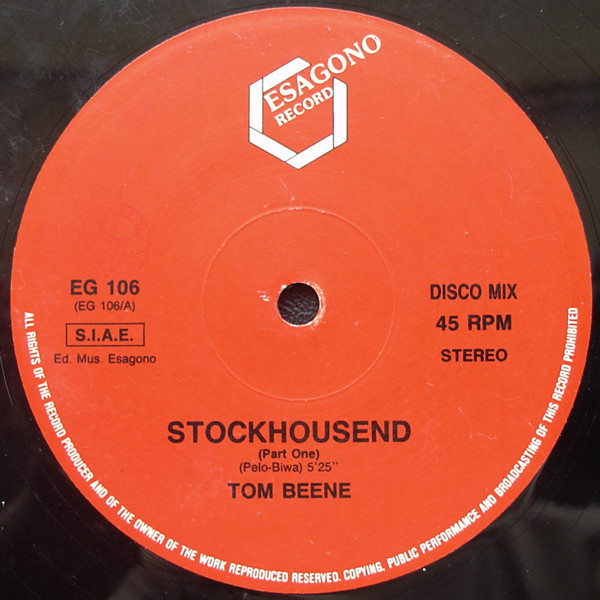 ESAGONO
RECORD
EG 106
(EG 106/A)
S.I.A.E.
Ed. Mus. Esagono
DISCO MIX
45 RPM
STEREO
STOCKHOUSEND
(Part One)
(Pelo-Biwa) 5'25''
TOM BEENE
ALL RIGHTS OF THE RECORD PRODUCER AND OF THE OWNER OF THE WORK REPRODUCED RESERVED. COPYING, PUBLIC PERFORMANCE AND BROADCASTING OF THIS RECORD PROHIBITED